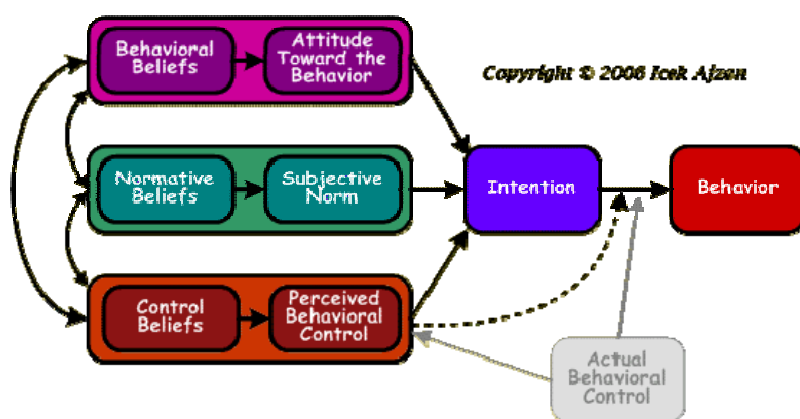 Behavioral
Beliefs
Attitude
Toward the
Behavior
Copyright © 2006 Icek Ajzen
Normative
Beliefs
Subjective
Norm
Intention
Behavior
Control
Beliefs
Perceived
Behavioral
Control
Actual
Behavioral
Control